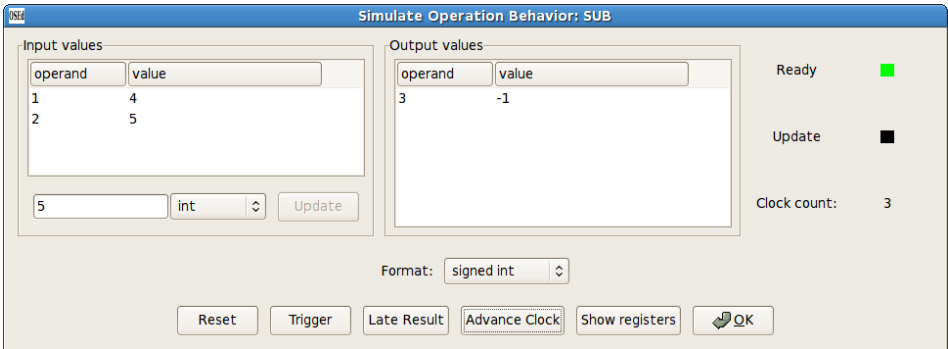 OSEd Simulate Operation Behavior: SUB
Input values
operand value
1 4
2 5
5 int Update
Output values
operand value
3 -1
Ready
Update
Clock count: 3
Format: signed int
Reset Trigger Late Result Advance Clock Show registers OK